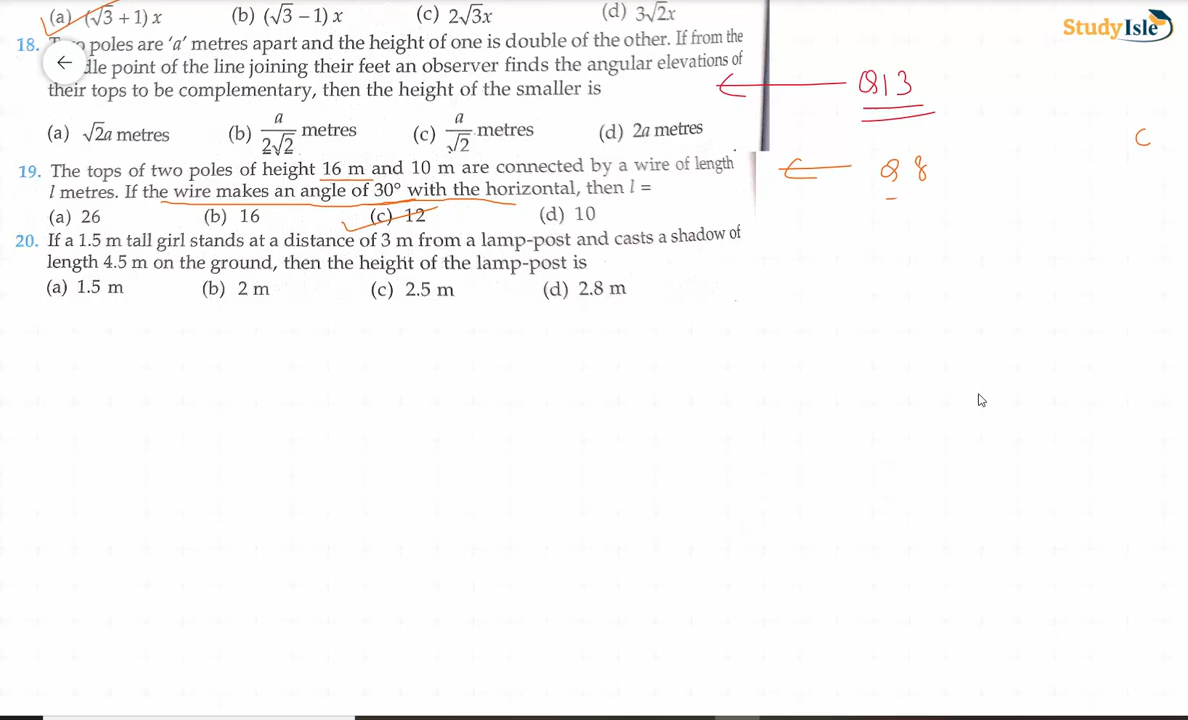 (a) (√3 + 1) x (b) (√3 – 1) x (c) 2√3x (d) 3√2x
StudyIsle
18. poles are ‘a’ metres apart and the height of one is double of the other. If from the
point of the line joining their feet an observer finds the angular elevations of
their tops to be complementary, then the height of the smaller is
Q13
(a) √2a metres (b) a/2√2 metres (c) a/√2 metres (d) 2a metres
C
19. The tops of two poles of height 16 m and 10 m are connected by a wire of length
l metres. If the wire makes an angle of 30° with the horizontal, then l =
Q8
(a) 26 (b) 16 (c) 12 (d) 10
20. If a 1.5 m tall girl stands at a distance of 3 m from a lamp-post and casts a shadow of
length 4.5 m on the ground, then the height of the lamp-post is
(a) 1.5 m (b) 2 m (c) 2.5 m (d) 2.8 m